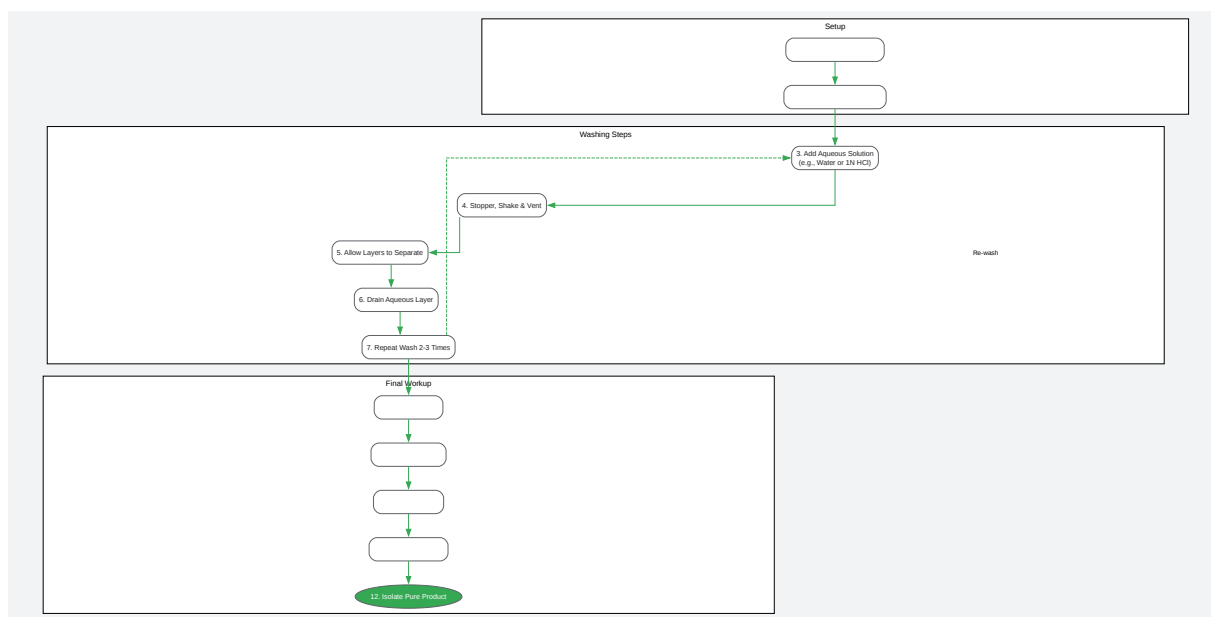 Setup
Washing Steps
3. Add Aqueous Solution
(e.g., Water or 1N HCl)
4. Stopper, Shake & Vent
5. Allow Layers to Separate
Re-wash
6. Drain Aqueous Layer
7. Repeat Wash 2-3 Times
Final Workup
12. Isolate Pure Product